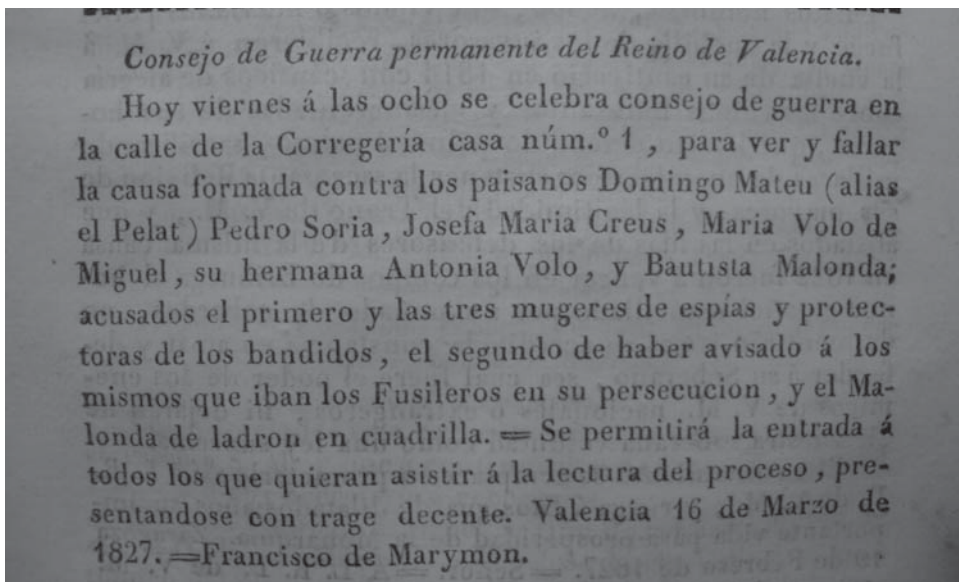 Consejo de Guerra permanente del Reino de Valencia.
Hoy viernes á las ocho se celebra consejo de guerra en
la calle de la Corregería casa núm.º 1 , para ver y fallar
la causa formada contra los paisanos Domingo Mateu (alias
el Pelat) Pedro Soria, Josefa Maria Creus, Maria Volo de
Miguel, su hermana Antonia Volo, y Bautista Malonda;
acusados el primero y las tres mugeres de espías y protec-
toras de los bandidos, el segundo de haber avisado á los
mismos que iban los Fusileros en su persecucion, y el Ma-
londa de ladron en cuadrilla. = Se permitirá la entrada á
todos los que quieran asistir á la lectura del proceso, pre-
sentandose con trage decente. Valencia 16 de Marzo de
1827.=Francisco de Marymon.